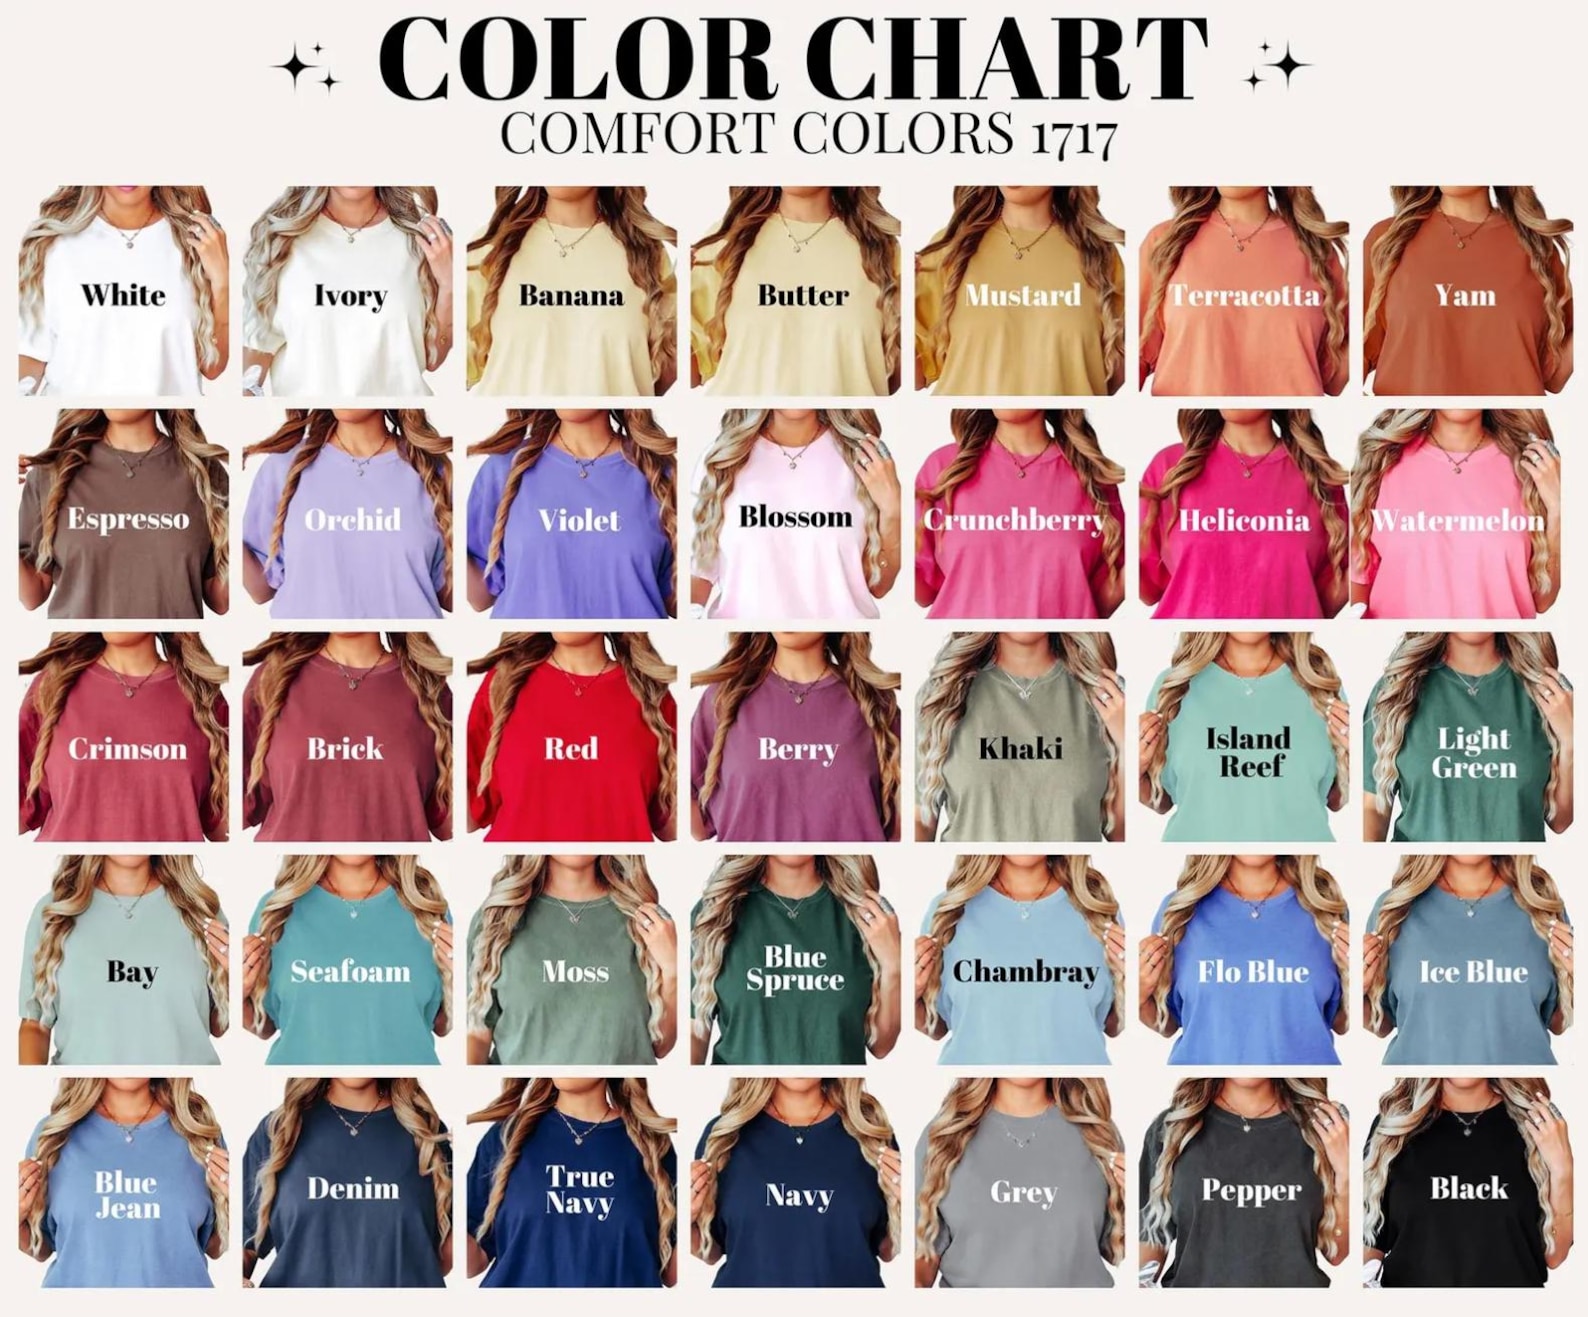 COLOR CHART
COMFORT COLORS 1717
White
Ivory
Banana
Butter
Mustard
Terracotta
Yam
Espresso
Orchid
Violet
Blossom
Crunchberry
Heliconia
Watermelon
Crimson
Brick
Red
Berry
Khaki
Island
Reef
Light
Green
Bay
Seafoam
Moss
Blue
Spruce
Chambray
Flo Blue
Ice Blue
Blue
Jean
Denim
True
Navy
Navy
Grey
Pepper
Black